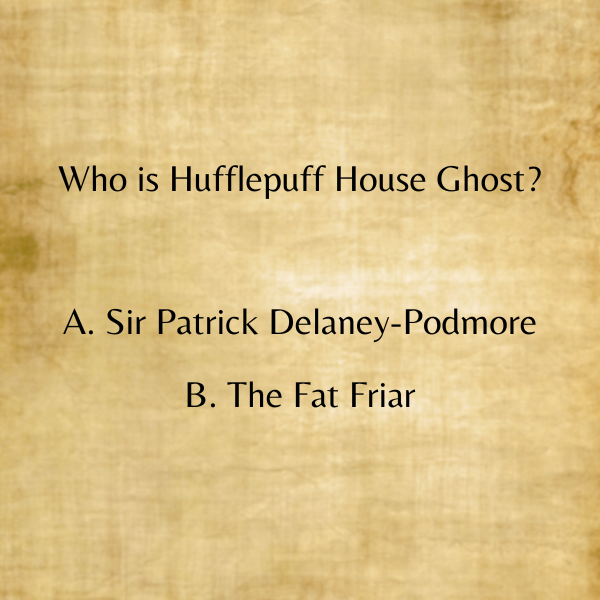 Who is Hufflepuff House Ghost?
A. Sir Patrick Delaney-Podmore
B. The Fat Friar